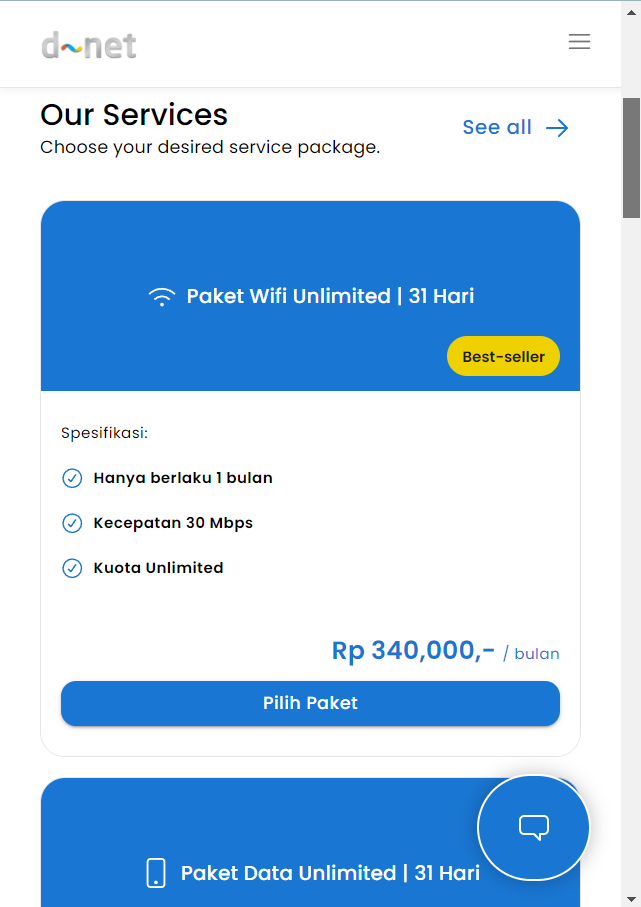 d~net
Our Services
See all
Choose your desired service package.
Paket Wifi Unlimited | 31 Hari
Best-seller
Spesifikasi:
Hanya berlaku 1 bulan
Kecepatan 30 Mbps
Kuota Unlimited
Rp 340,000,- / bulan
Pilih Paket
Paket Data Unlimited | 31 Hari